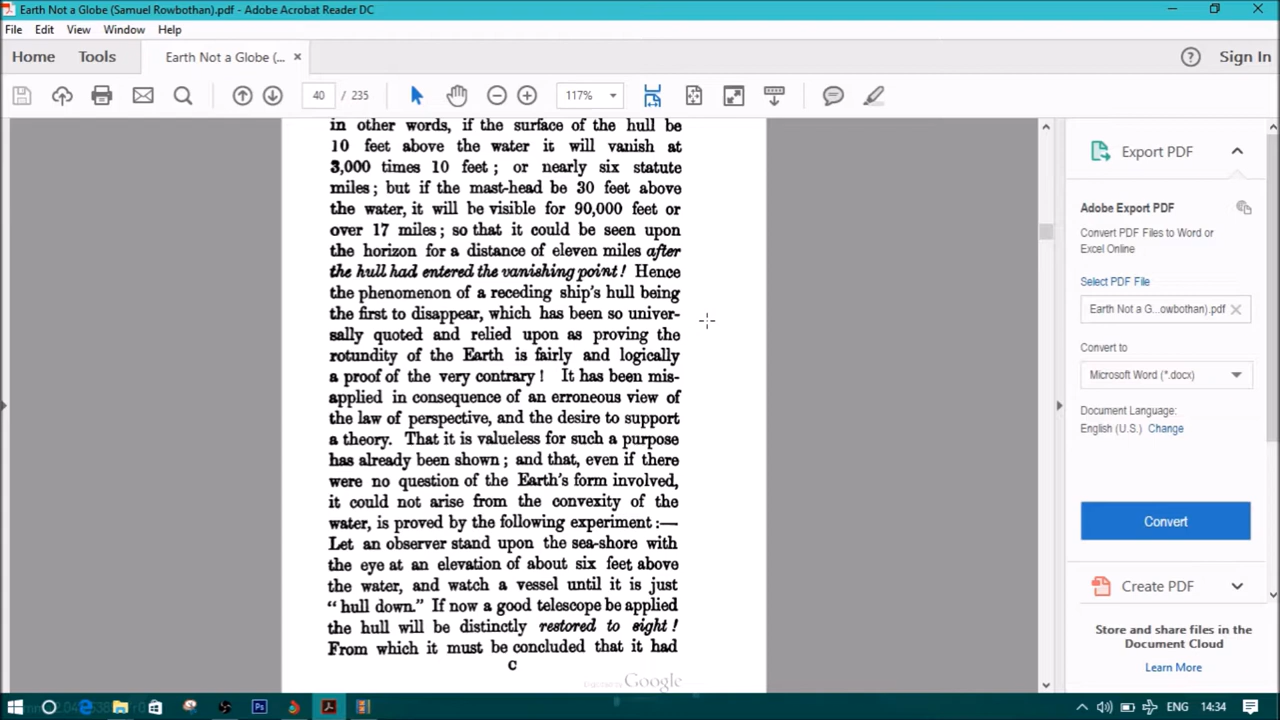 Earth Not a Globe (Samuel Rowbothan).pdf - Adobe Acrobat Reader DC
File Edit View Window Help
Home Tools Earth Not a Globe (... × Sign In
40 / 235 117%
in other words, if the surface of the hull be
10 feet above the water it will vanish at
3,000 times 10 feet; or nearly six statute
miles; but if the mast-head be 30 feet above
the water, it will be visible for 90,000 feet or
over 17 miles; so that it could be seen upon
the horizon for a distance of eleven miles after
the hull had entered the vanishing point! Hence
the phenomenon of a receding ship's hull being
the first to disappear, which has been so univer-
sally quoted and relied upon as proving the
rotundity of the Earth is fairly and logically
a proof of the very contrary! It has been mis-
applied in consequence of an erroneous view of
the law of perspective, and the desire to support
a theory. That it is valueless for such a purpose
has already been shown; and that, even if there
were no question of the Earth's form involved,
it could not arise from the convexity of the
water, is proved by the following experiment:—
Let an observer stand upon the sea-shore with
the eye at an elevation of about six feet above
the water, and watch a vessel until it is just
"hull down." If now a good telescope be applied
the hull will be distinctly restored to sight!
From which it must be concluded that it had
C
Google
Export PDF
Adobe Export PDF
Convert PDF Files to Word or
Excel Online
Select PDF File
Earth Not a G...owbothan).pdf
Convert to
Microsoft Word (*.docx)
Document Language:
English (U.S.) Change
Convert
Create PDF
Store and share files in the
Document Cloud
Learn More
ENG 14:34